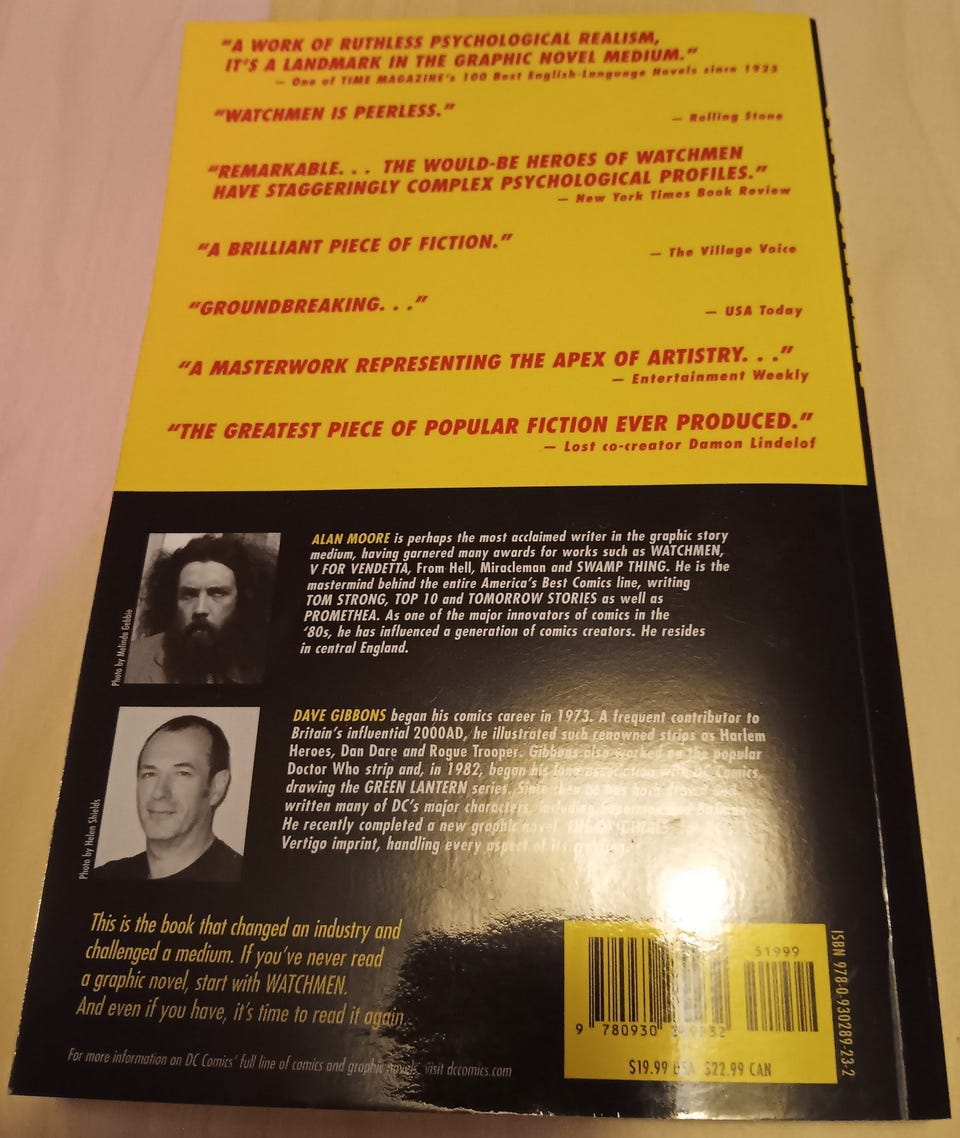 "A WORK OF RUTHLESS PSYCHOLOGICAL REALISM,
IT'S A LANDMARK IN THE GRAPHIC NOVEL MEDIUM."
— One of TIME MAGAZINE's 100 Best English-Language Novels since 1923
"WATCHMEN IS PEERLESS."
— Rolling Stone
"REMARKABLE. . . THE WOULD-BE HEROES OF WATCHMEN
HAVE STAGGERINGLY COMPLEX PSYCHOLOGICAL PROFILES."
— New York Times Book Review
"A BRILLIANT PIECE OF FICTION."
— The Village Voice
"GROUNDBREAKING. . ."
— USA Today
"A MASTERWORK REPRESENTING THE APEX OF ARTISTRY. . ."
— Entertainment Weekly
"THE GREATEST PIECE OF POPULAR FICTION EVER PRODUCED."
— Lost co-creator Damon Lindelof
Photo by Melinda Gebbie
ALAN MOORE is perhaps the most acclaimed writer in the graphic story
medium, having garnered many awards for works such as WATCHMEN,
V FOR VENDETTA, From Hell, Miracleman and SWAMP THING. He is the
mastermind behind the entire America's Best Comics line, writing
TOM STRONG, TOP 10 and TOMORROW STORIES as well as
PROMETHEA. As one of the major innovators of comics in the
'80s, he has influenced a generation of comics creators. He resides
in central England.
Photo by Helen Shields
DAVE GIBBONS began his comics career in 1973. A frequent contributor to
Britain's influential 2000AD, he illustrated such renowned strips as Harlem
Heroes, Dan Dare and Rogue Trooper. Gibbons also worked on the popular
Doctor Who strip and, in 1982, began his long association with DC Comics,
drawing the GREEN LANTERN series. Since then he has both drawn and
written many of DC's major characters, including Superman and Batman.
He recently completed a new graphic novel, THE ORIGINALS,
Vertigo imprint, handling every aspect of its
This is the book that changed an industry and
challenged a medium. If you've never read
a graphic novel, start with WATCHMEN.
And even if you have, it's time to read it again.
For more information on DC Comics' full line of comics and graphic novels, visit dccomics.com
51999
9 780930
$19.99 USA $22.99 CAN
ISBN 978-0-930289-23-2